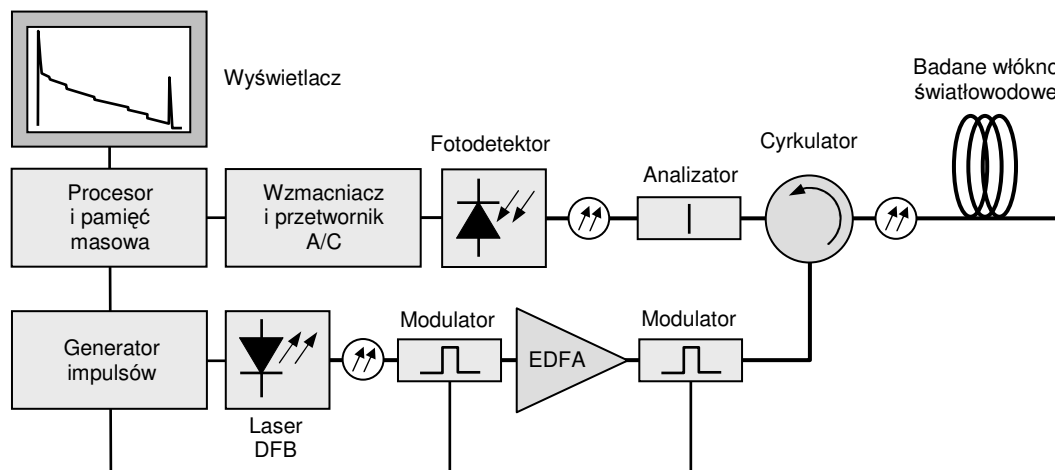 Wyświetlacz
Badane włókno
światłowodowe
Fotodetektor
Cyrkulator
Analizator
Procesor
i pamięć
masowa
Wzmacniacz
i przetwornik
A/C
Generator
impulsów
Modulator
EDFA
Modulator
Laser
DFB